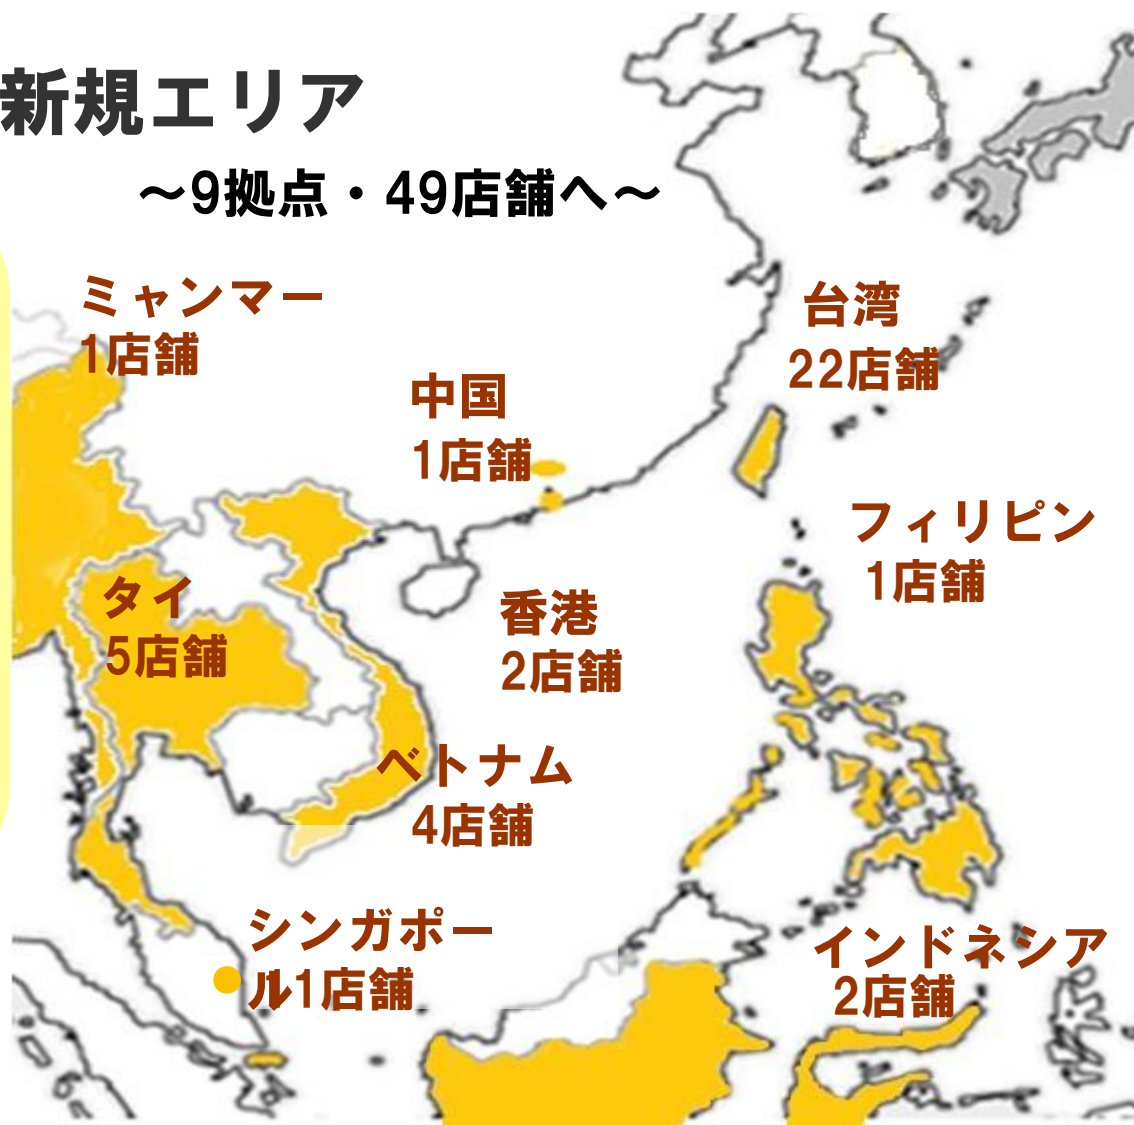 新規エリア
～9拠点・49店舗へ～
ミャンマー
1店舗
台湾
22店舗
中国
1店舗
フィリピン
1店舗
タイ
5店舗
香港
2店舗
ベトナム
4店舗
シンガポー
ル1店舗
インドネシア
2店舗